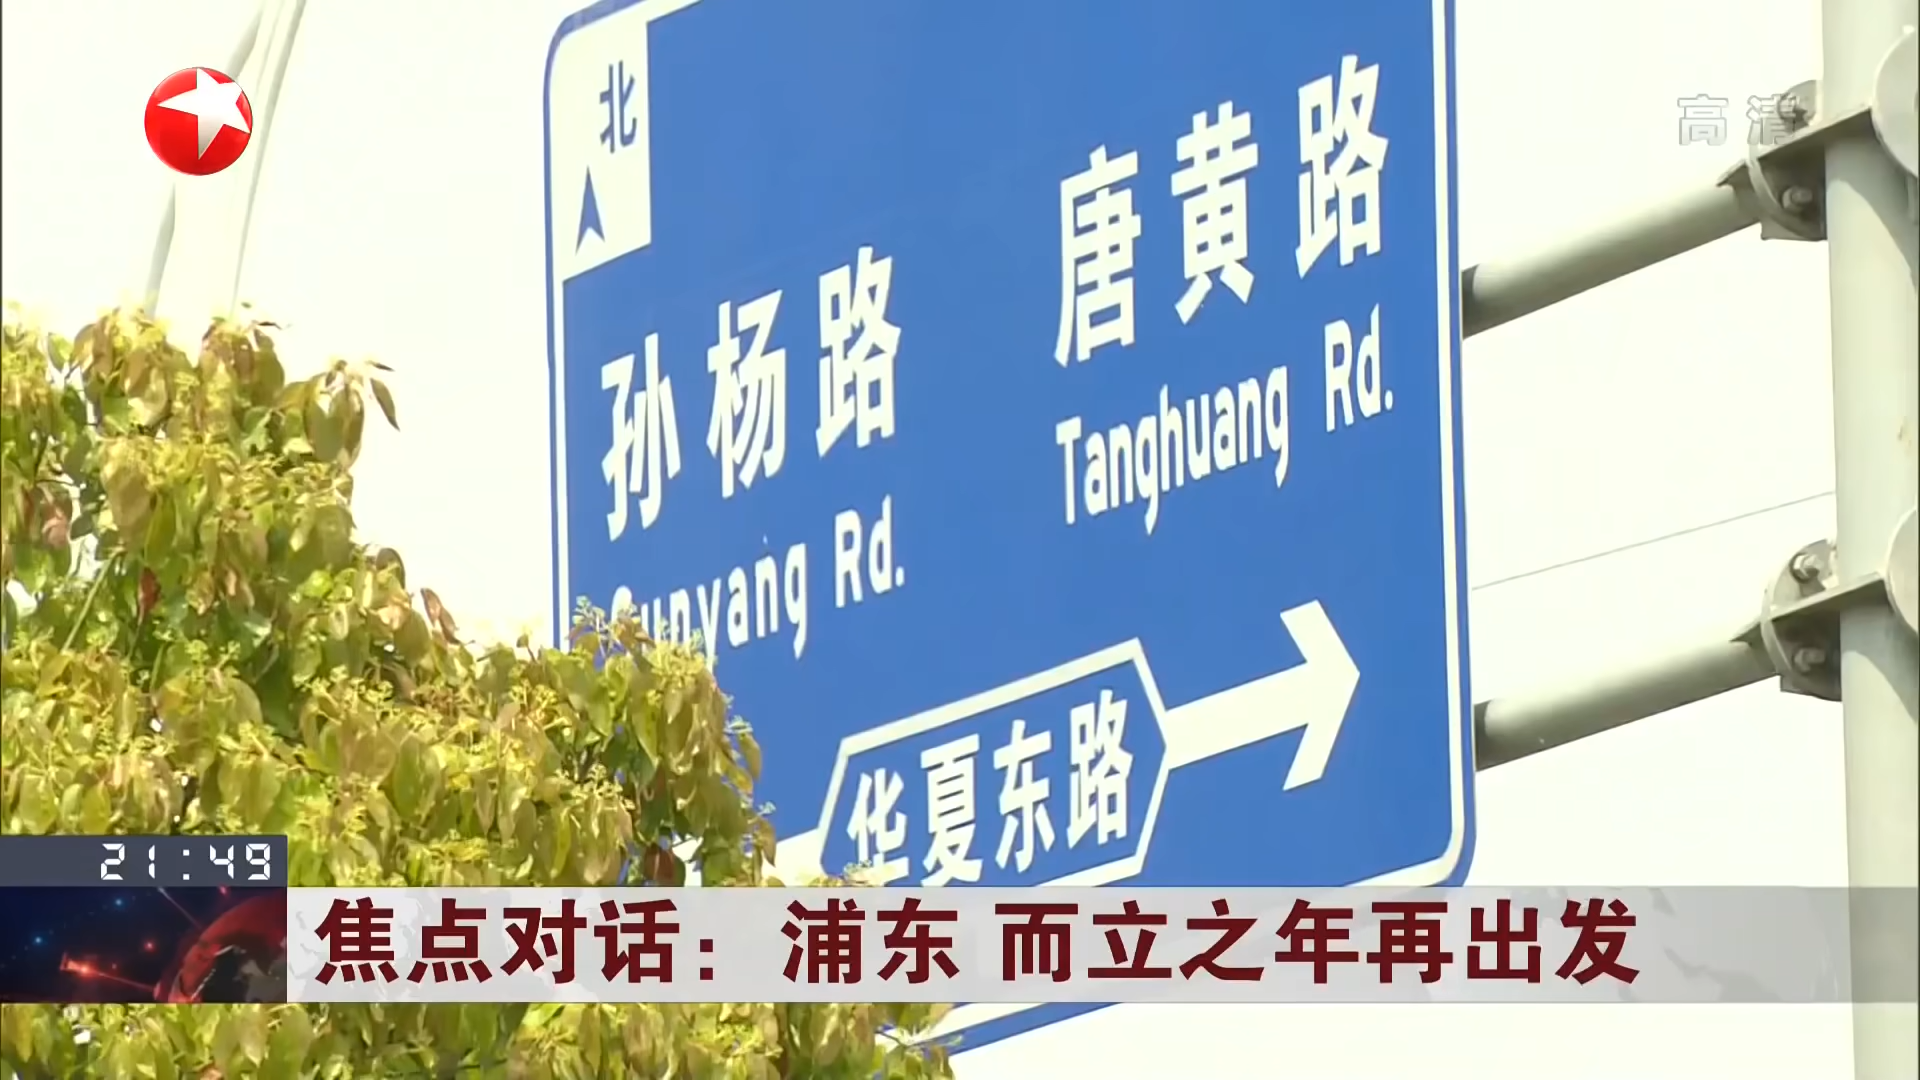 高清
北
唐黄路
孙杨路
Tanghuang Rd.
Sunyang Rd.
华夏东路
21:49
焦点对话：浦东 而立之年再出发